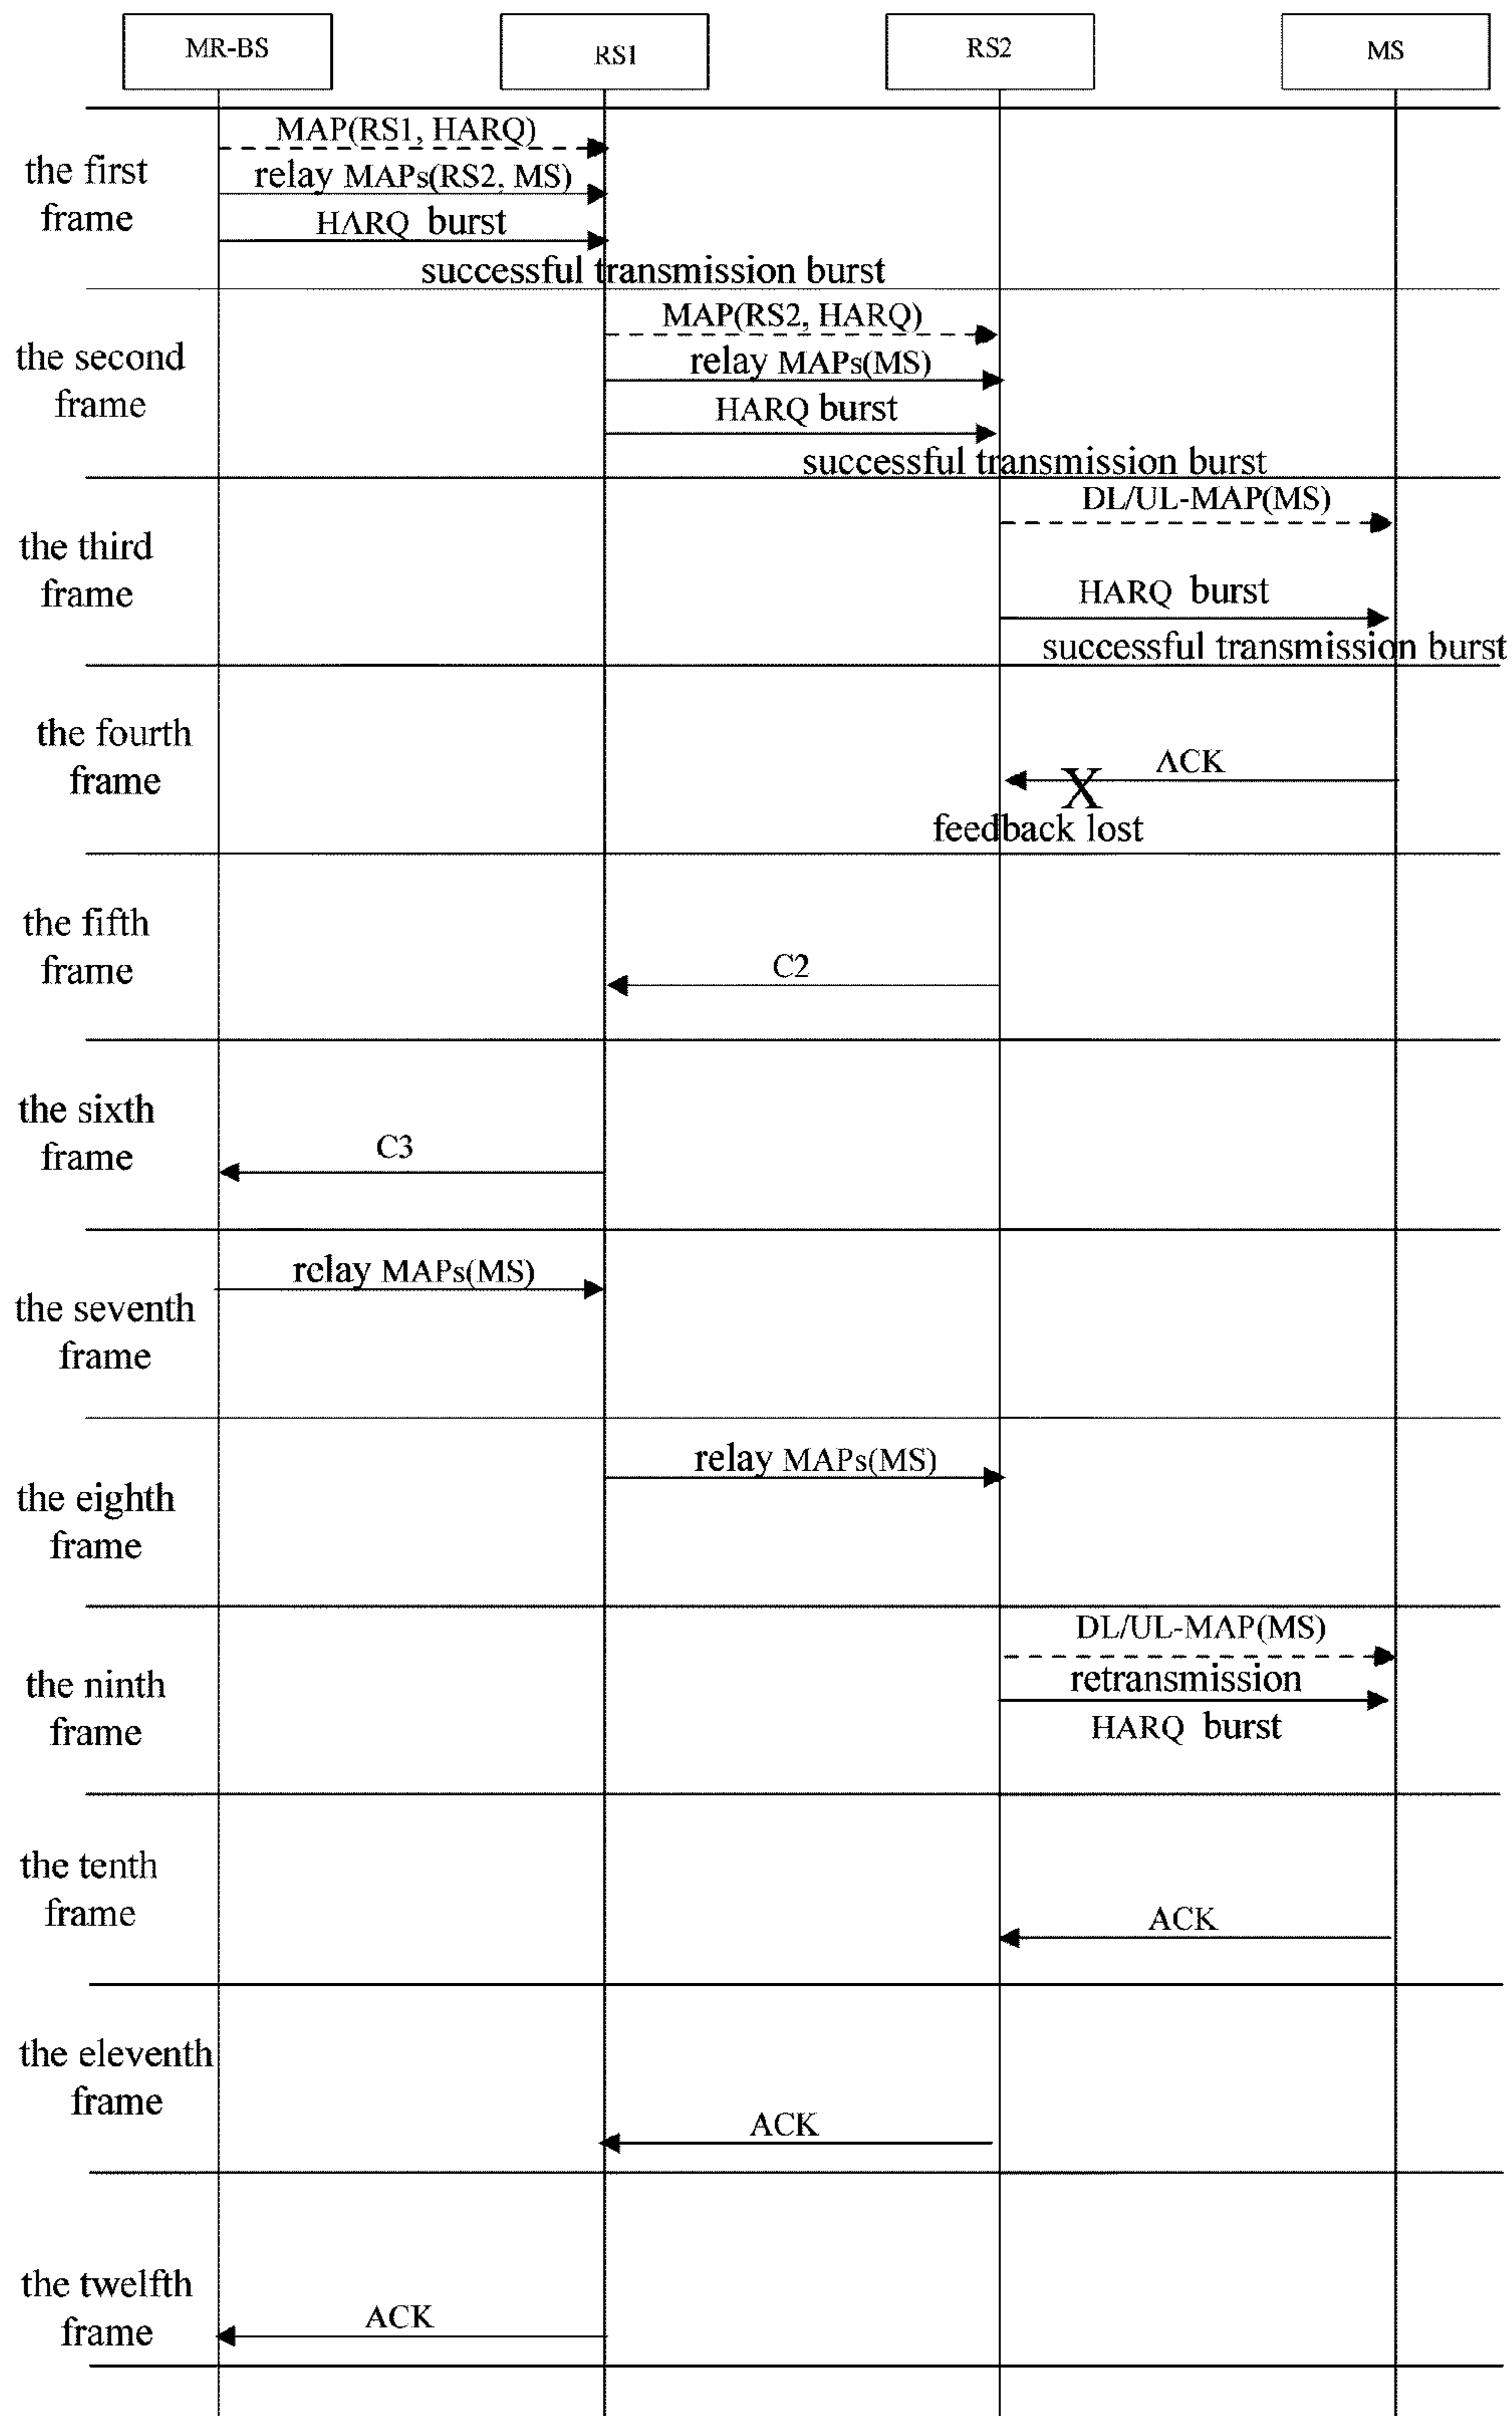 MR-BS
RS1
RS2
MS
the first
frame
MAP(RS1, HARQ)
relay MAPs(RS2, MS)
HARQ burst
successful transmission burst
the second
frame
MAP(RS2, HARQ)
relay MAPs(MS)
HARQ burst
successful transmission burst
the third
frame
DL/UL-MAP(MS)
HARQ burst
successful transmission burst
the fourth
frame
ACK
X
feedback lost
the fifth
frame
C2
the sixth
frame
C3
the seventh
frame
relay MAPs(MS)
the eighth
frame
relay MAPs(MS)
the ninth
frame
DL/UL-MAP(MS)
retransmission
HARQ burst
the tenth
frame
ACK
the eleventh
frame
ACK
the twelfth
frame
ACK